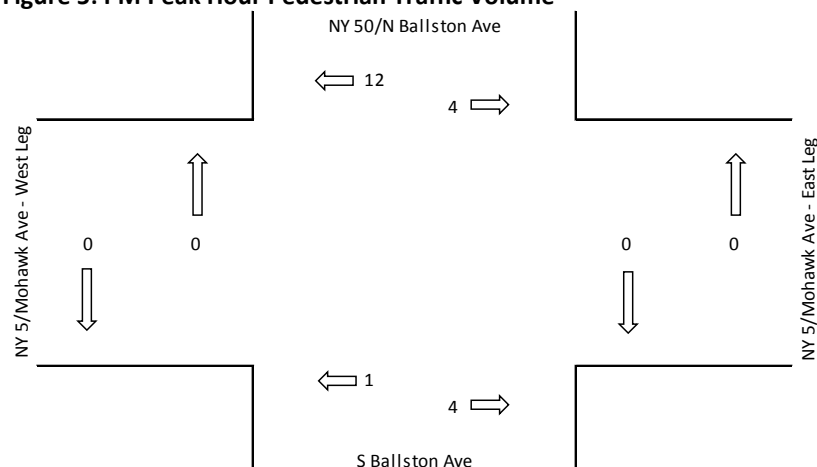 Figure 5: PM Peak Hour Pedestrian Traffic Volume
NY 50/N Ballston Ave
12
4
NY 5/Mohawk Ave - West Leg
0
0
0
0
NY 5/Mohawk Ave - East Leg
1
4
S Ballston Ave